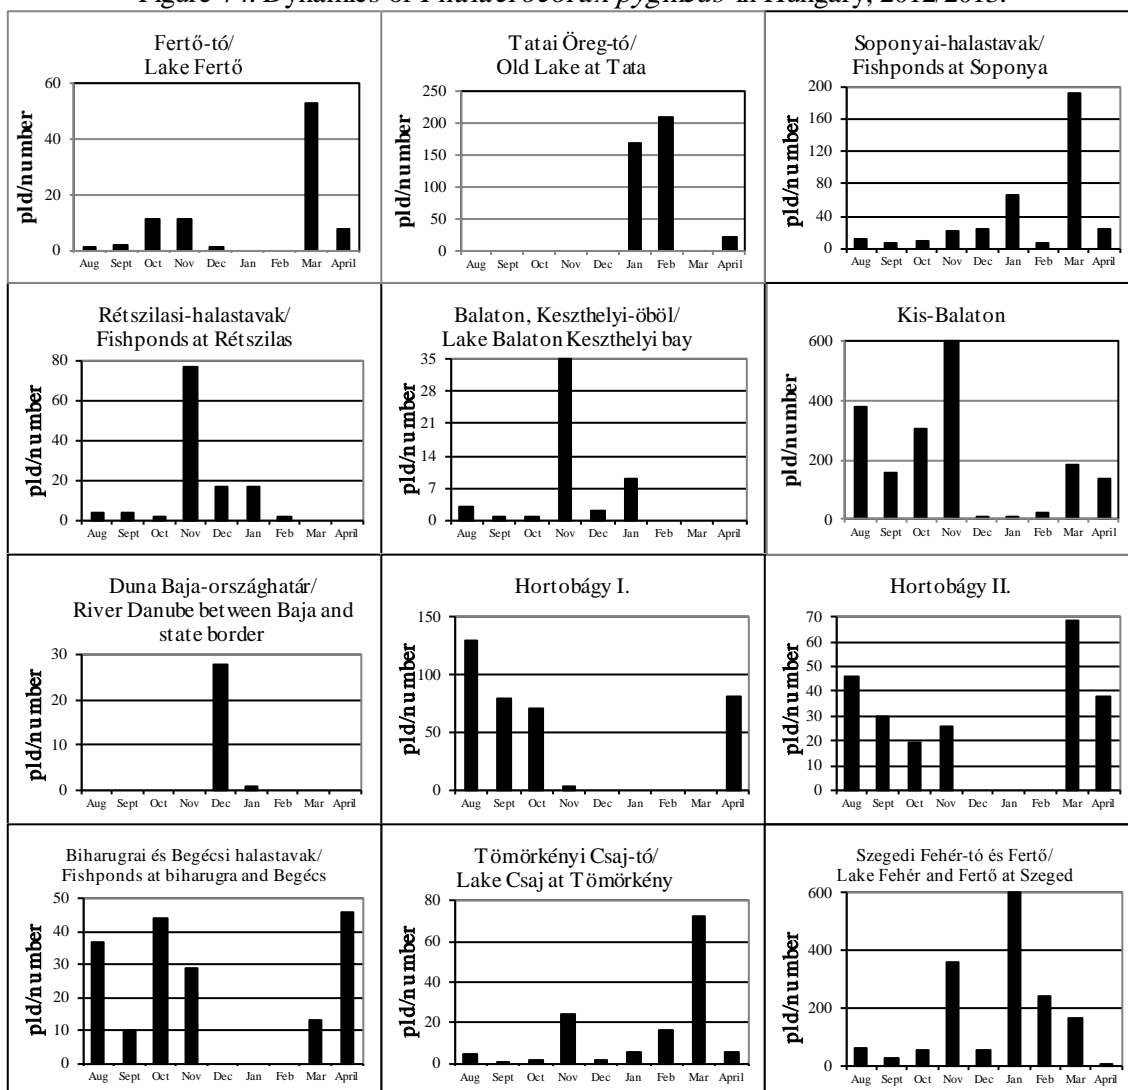 Figure 74. Dynamics of Phalacrocorax pygmeus in Hungary, 2012/2013.
Fertő-tó/
Lake Fertő
pld/number
60
40
20
0
Aug Sept Oct Nov Dec Jan Feb Mar April
Tatai Öreg-tó/
Old Lake at Tata
pld/number
250
200
150
100
50
0
Aug Sept Oct Nov Dec Jan Feb Mar April
Soponyai-halastavak/
Fishponds at Soponya
pld/number
200
160
120
80
40
0
Aug Sept Oct Nov Dec Jan Feb Mar April
Rétszilasi-halastavak/
Fishponds at Rétszilas
pld/number
80
60
40
20
0
Aug Sept Oct Nov Dec Jan Feb Mar April
Balaton, Keszthelyi-öböl/
Lake Balaton Keszthelyi bay
pld/number
35
28
21
14
7
0
Aug Sept Oct Nov Dec Jan Feb Mar April
Kis-Balaton
pld/number
600
400
200
0
Aug Sept Oct Nov Dec Jan Feb Mar April
Duna Baja-országhatár/
River Danube between Baja and
state border
pld/number
30
20
10
0
Aug Sept Oct Nov Dec Jan Feb Mar April
Hortobágy I.
pld/number
150
100
50
0
Aug Sept Oct Nov Dec Jan Feb Mar April
Hortobágy II.
pld/number
70
60
50
40
30
20
10
0
Aug Sept Oct Nov Dec Jan Feb Mar April
Biharugrai és Begécsi halastavak/
Fishponds at biharugra and Begécs
pld/number
50
40
30
20
10
0
Aug Sept Oct Nov Dec Jan Feb Mar April
Tömörkényi Csaj-tó/
Lake Csaj at Tömörkény
pld/number
80
60
40
20
0
Aug Sept Oct Nov Dec Jan Feb Mar April
Szegedi Fehér-tó és Fertő/
Lake Fehér and Fertő at Szeged
pld/number
600
400
200
0
Aug Sept Oct Nov Dec Jan Feb Mar April